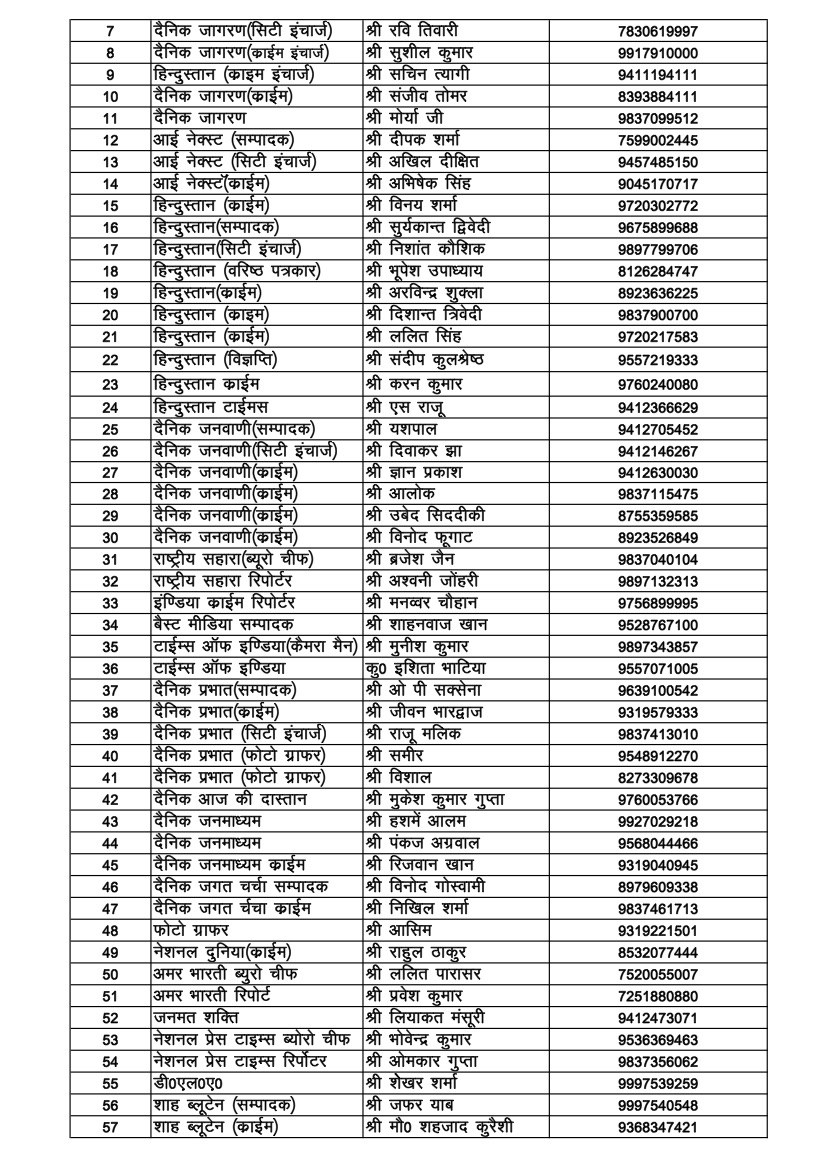 7 दैनिक जागरण(सिटी इंचार्ज) श्री रवि तिवारी 7830619997
8 दैनिक जागरण(क्राईम इंचार्ज) श्री सुशील कुमार 9917910000
9 हिन्दुस्तान (क्राइम इंचार्ज) श्री सचिन त्यागी 9411194111
10 दैनिक जागरण(क्राईम) श्री संजीव तोमर 8393884111
11 दैनिक जागरण श्री मोर्या जी 9837099512
12 आई नेक्स्ट (सम्पादक) श्री दीपक शर्मा 7599002445
13 आई नेक्स्ट (सिटी इंचार्ज) श्री अखिल दीक्षित 9457485150
14 आई नेक्स्टॅ(क्राईम) श्री अभिषेक सिंह 9045170717
15 हिन्दुस्तान (क्राईम) श्री विनय शर्मा 9720302772
16 हिन्दुस्तान(सम्पादक) श्री सुर्यकान्त द्विवेदी 9675899688
17 हिन्दुस्तान(सिटी इंचार्ज) श्री निशांत कौशिक 9897799706
18 हिन्दुस्तान (वरिष्ठ पत्रकार) श्री भूपेश उपाध्याय 8126284747
19 हिन्दुस्तान(क्राईम) श्री अरविन्द्र शुक्ला 8923636225
20 हिन्दुस्तान (क्राइम) श्री दिशान्त त्रिवेदी 9837900700
21 हिन्दुस्तान (क्राईम) श्री ललित सिंह 9720217583
22 हिन्दुस्तान (विज्ञप्ति) श्री संदीप कुलश्रेष्ठ 9557219333
23 हिन्दुस्तान क्राईम श्री करन कुमार 9760240080
24 हिन्दुस्तान टाईमस श्री एस राजू 9412366629
25 दैनिक जनवाणी(सम्पादक) श्री यशपाल 9412705452
26 दैनिक जनवाणी(सिटी इंचार्ज) श्री दिवाकर झा 9412146267
27 दैनिक जनवाणी(क्राईम) श्री ज्ञान प्रकाश 9412630030
28 दैनिक जनवाणी(क्राईम) श्री आलोक 9837115475
29 दैनिक जनवाणी(क्राईम) श्री उबेद सिददीकी 8755359585
30 दैनिक जनवाणी(क्राईम) श्री विनोद फूगाट 8923526849
31 राष्ट्रीय सहारा(ब्यूरो चीफ) श्री ब्रजेश जैन 9837040104
32 राष्ट्रीय सहारा रिपोर्टर श्री अश्वनी जोंहरी 9897132313
33 इंण्डिया क्राईम रिपोर्टर श्री मनव्वर चौहान 9756899995
34 बैस्ट मीडिया सम्पादक श्री शाहनवाज खान 9528767100
35 टाईम्स ऑफ इण्डिया(कैमरा मैन) श्री मुनीश कुमार 9897343857
36 टाईम्स ऑफ इण्डिया कु0 इशिता भाटिया 9557071005
37 दैनिक प्रभात(सम्पादक) श्री ओ पी सक्सेना 9639100542
38 दैनिक प्रभात(क्राईम) श्री जीवन भारद्वाज 9319579333
39 दैनिक प्रभात (सिटी इंचार्ज) श्री राजू मलिक 9837413010
40 दैनिक प्रभात (फोटो ग्राफर) श्री समीर 9548912270
41 दैनिक प्रभात (फोटो ग्राफर) श्री विशाल 8273309678
42 दैनिक आज की दास्तान श्री मुकेश कुमार गुप्ता 9760053766
43 दैनिक जनमाध्यम श्री हशमें आलम 9927029218
44 दैनिक जनमाध्यम श्री पंकज अग्रवाल 9568044466
45 दैनिक जनमाध्यम क्राईम श्री रिजवान खान 9319040945
46 दैनिक जगत चर्चा सम्पादक श्री विनोद गोस्वामी 8979609338
47 दैनिक जगत र्चचा क्राईम श्री निखिल शर्मा 9837461713
48 फोटो ग्राफर श्री आसिम 9319221501
49 नेशनल दुनिया(क्राईम) श्री राहुल ठाकुर 8532077444
50 अमर भारती ब्युरो चीफ श्री ललित पारासर 7520055007
51 अमर भारती रिपोर्ट श्री प्रवेश कुमार 7251880880
52 जनमत शक्ति श्री लियाकत मंसूरी 9412473071
53 नेशनल प्रेस टाइम्स ब्योरो चीफ श्री भोवेन्द्र कुमार 9536369463
54 नेशनल प्रेस टाइम्स रिर्पोटर श्री ओमकार गुप्ता 9837356062
55 डी0एल0ए0 श्री शेखर शर्मा 9997539259
56 शाह ब्लूटेन (सम्पादक) श्री जफर याब 9997540548
57 शाह ब्लूटेन (क्राईम) श्री मौ0 शहजाद कुरैशी 9368347421